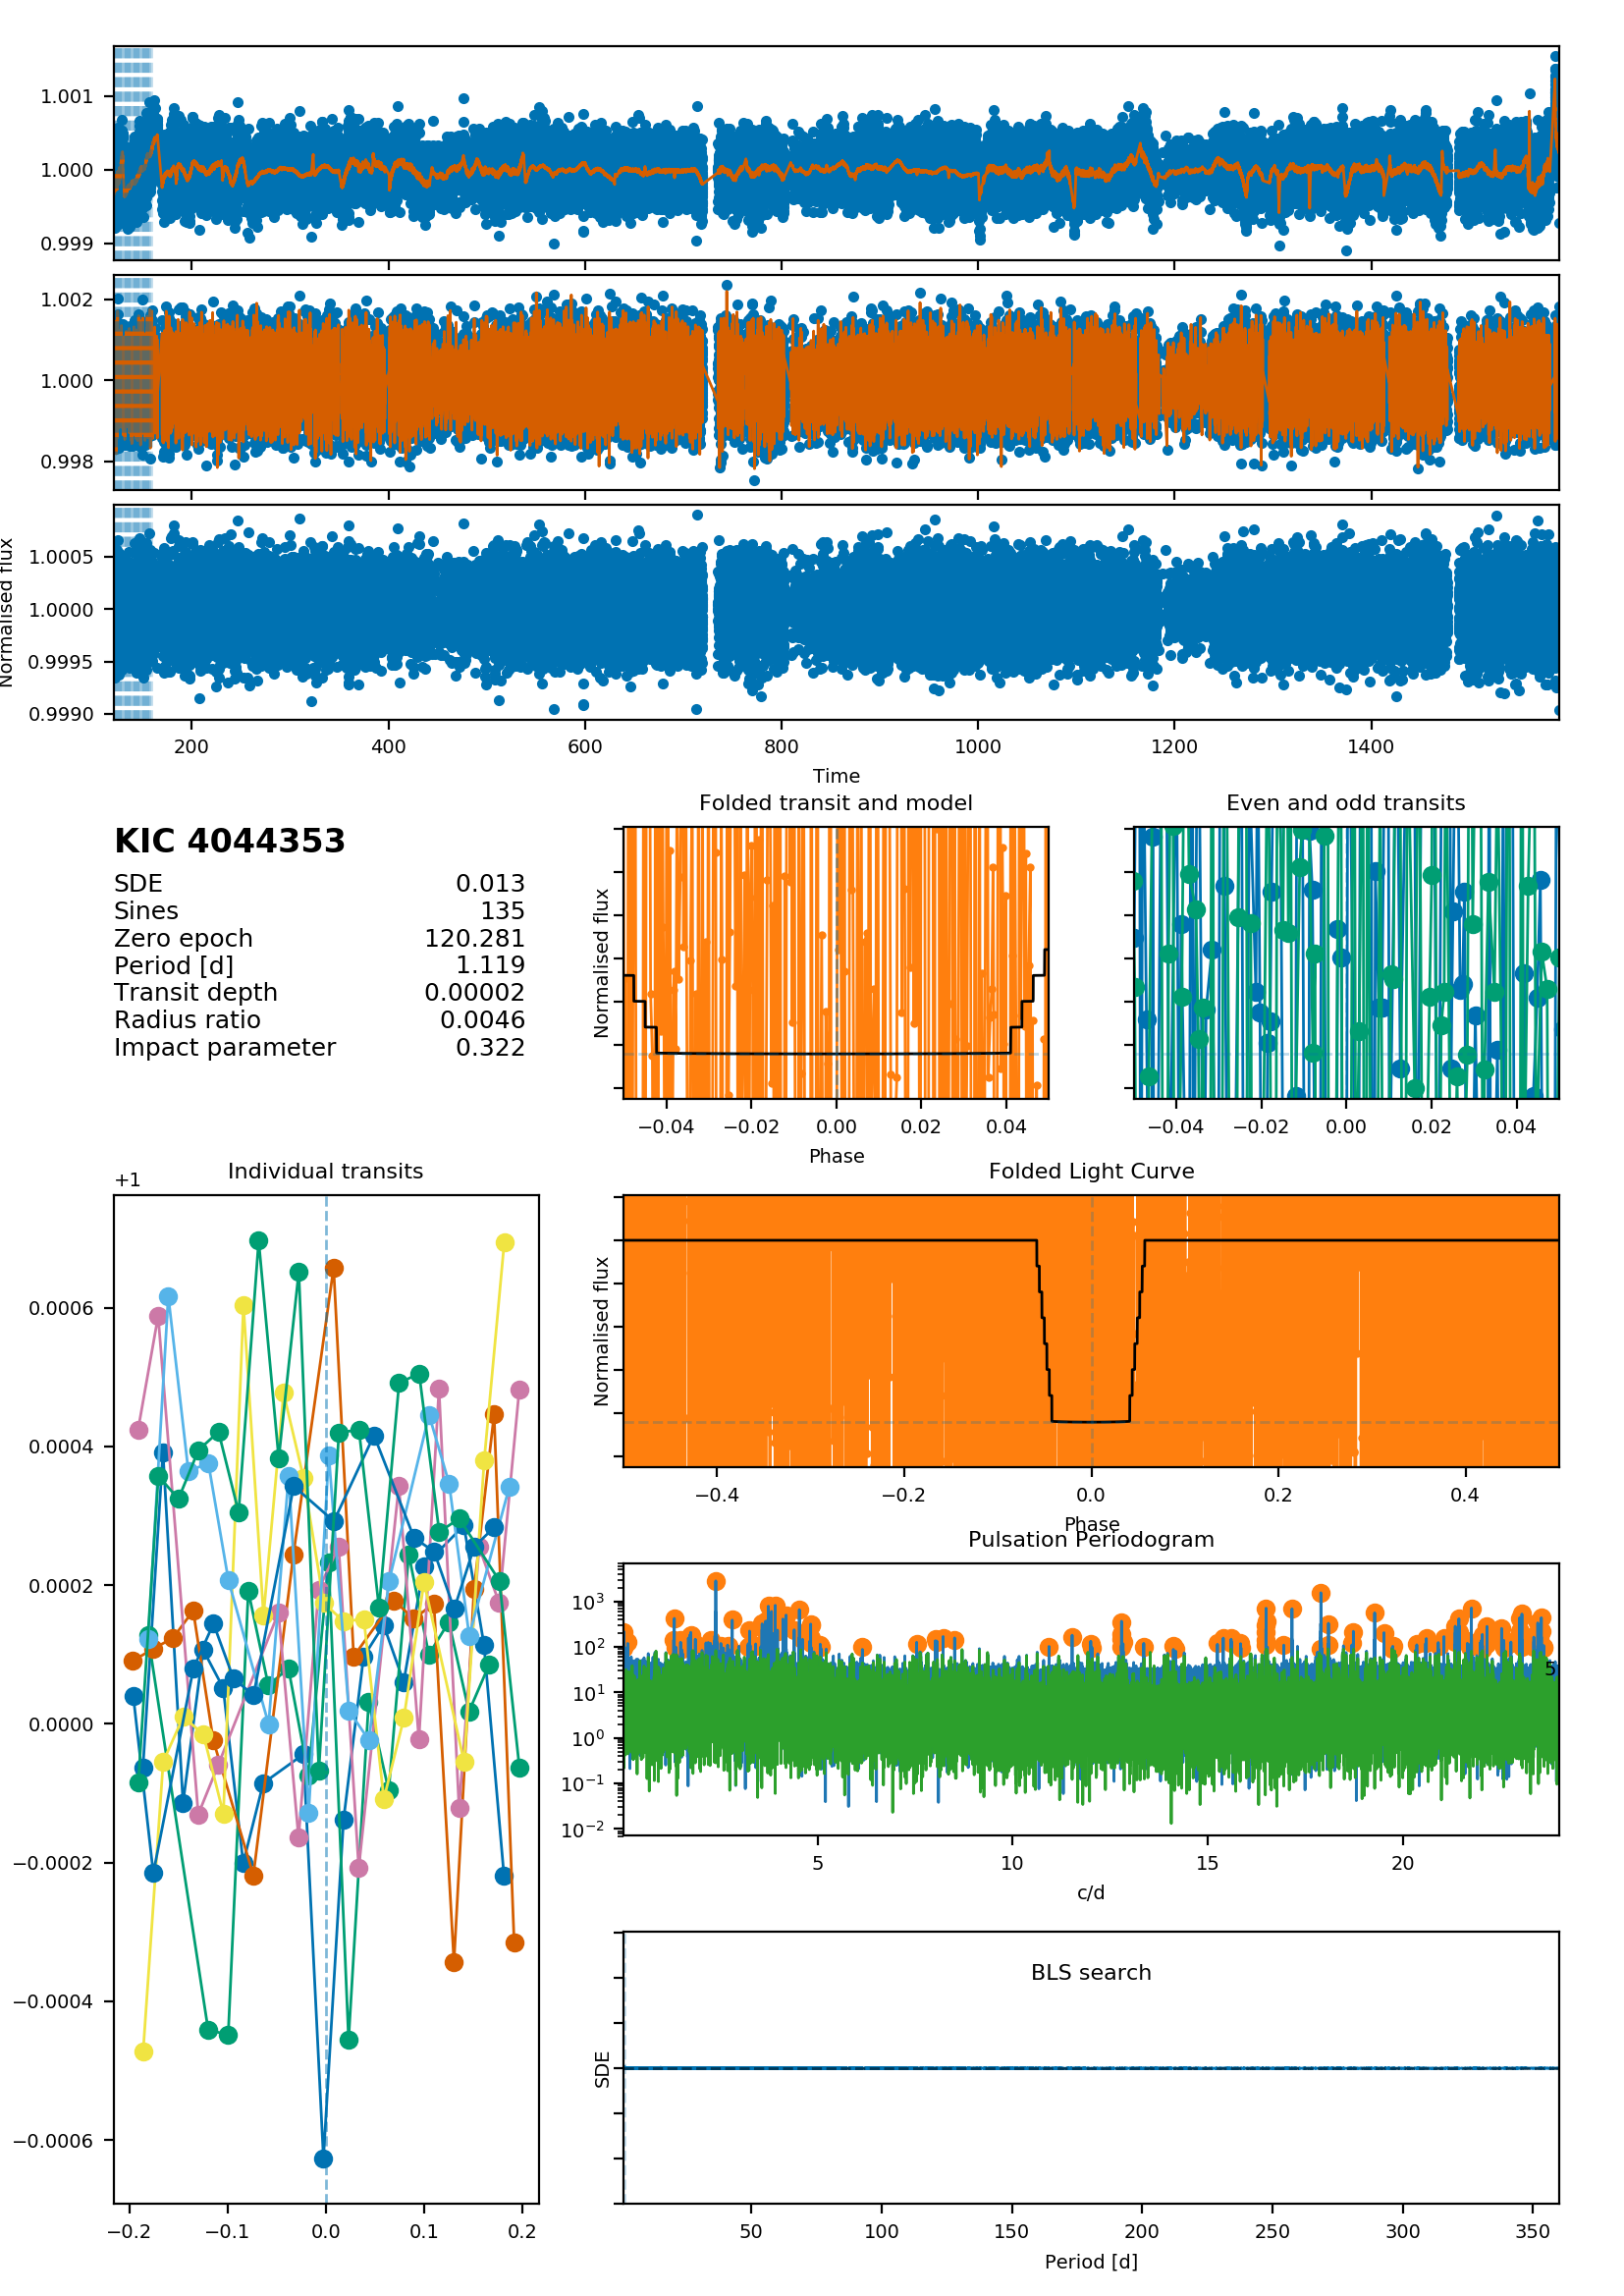 1.001
1.000
0.999
1.002
1.000
0.998
Normalised flux
1.0005
1.0000
0.9995
0.9990
200 400 600 800 1000 1200 1400
Time
KIC 4044353
SDE 0.013
Sines 135
Zero epoch 120.281
Period [d] 1.119
Transit depth 0.00002
Radius ratio 0.0046
Impact parameter 0.322
Folded transit and model
Normalised flux
−0.04 −0.02 0.00 0.02 0.04
Phase
Even and odd transits
−0.04 −0.02 0.00 0.02 0.04
Individual transits
+1
0.0006
0.0004
0.0002
0.0000
−0.0002
−0.0004
−0.0006
−0.2 −0.1 0.0 0.1 0.2
Folded Light Curve
Normalised flux
−0.4 −0.2 0.0 0.2 0.4
Phase
Pulsation Periodogram
10³
10²
10¹
10⁰
10⁻¹
10⁻²
5
5 10 15 20
c/d
BLS search
SDE
50 100 150 200 250 300 350
Period [d]